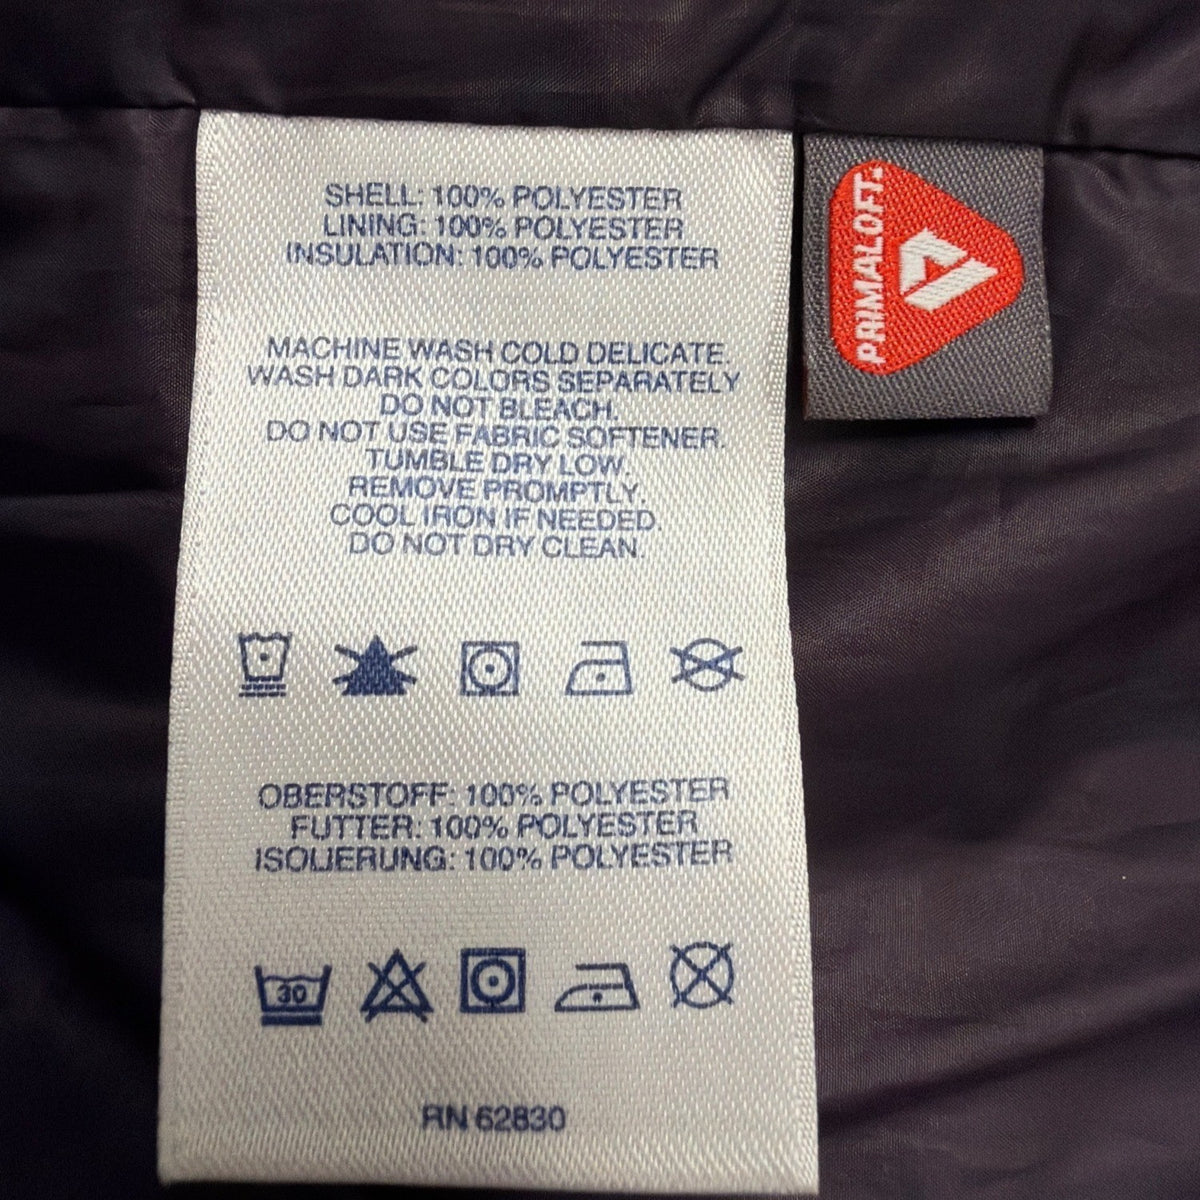 SHELL: 100% POLYESTER
LINING: 100% POLYESTER
INSULATION: 100% POLYESTER
MACHINE WASH COLD DELICATE.
WASH DARK COLORS SEPARATELY
DO NOT BLEACH.
DO NOT USE FABRIC SOFTENER.
TUMBLE DRY LOW.
REMOVE PROMPTLY.
COOL IRON IF NEEDED.
DO NOT DRY CLEAN.
OBERSTOFF: 100% POLYESTER
FUTTER: 100% POLYESTER
ISOLIERUNG: 100% POLYESTER
30
RN 62830
PRIMALOFT.